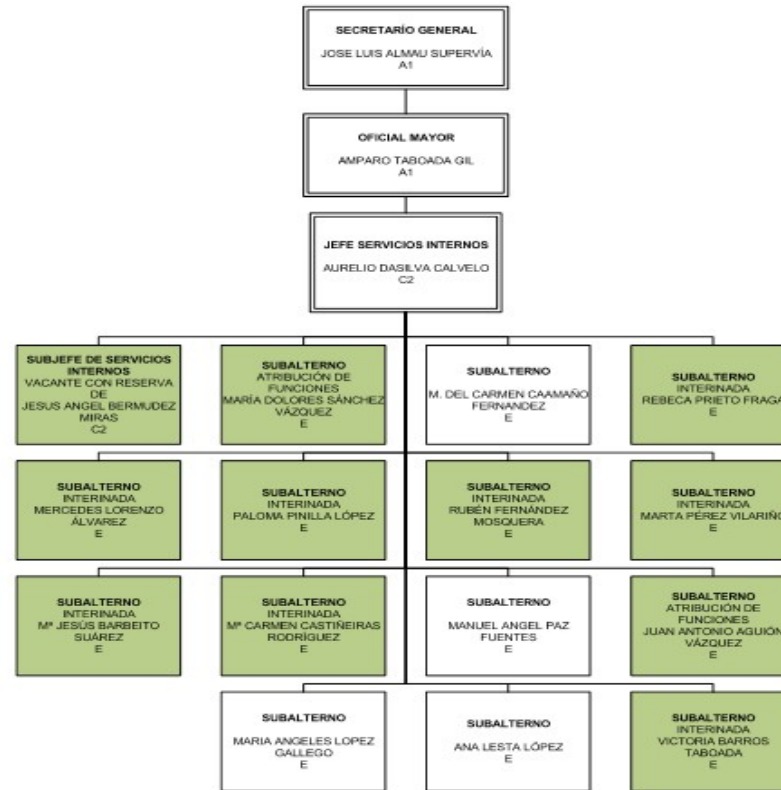 SECRETARÍO GENERAL
JOSE LUIS ALMAU SUPERVÍA
A1
OFICIAL MAYOR
AMPARO TABOADA GIL
A1
JEFE SERVICIOS INTERNOS
AURELIO DASILVA CALVELO
C2
SUBJEFE DE SERVICIOS
INTERNOS
VACANTE CON RESERVA
DE
JESUS ANGEL BERMUDEZ
MIRAS
C2
SUBALTERNO
ATRIBUCIÓN DE
FUNCIONES
MARÍA DOLORES SÁNCHEZ
VÁZQUEZ
E
SUBALTERNO
M. DEL CARMEN CAAMAÑO
FERNANDEZ
E
SUBALTERNO
INTERINADA
REBECA PRIETO FRAGA
E
SUBALTERNO
INTERINADA
MERCEDES LORENZO
ÁLVAREZ
E
SUBALTERNO
INTERINADA
PALOMA PINILLA LÓPEZ
E
SUBALTERNO
INTERINADA
RUBÉN FERNÁNDEZ
MOSQUERA
E
SUBALTERNO
INTERINADA
MARTA PÉREZ VILARIÑO
E
SUBALTERNO
INTERINADA
Mª JESÚS BARBEITO
SUÁREZ
E
SUBALTERNO
INTERINADA
Mª CARMEN CASTIÑEIRAS
RODRÍGUEZ
E
SUBALTERNO
MANUEL ANGEL PAZ
FUENTES
E
SUBALTERNO
ATRIBUCIÓN DE
FUNCIONES
JUAN ANTONIO AGUIÓN
VÁZQUEZ
E
SUBALTERNO
MARIA ANGELES LOPEZ
GALLEGO
E
SUBALTERNO
ANA LESTA LÓPEZ
E
SUBALTERNO
INTERINADA
VICTORIA BARROS
TABOADA
E